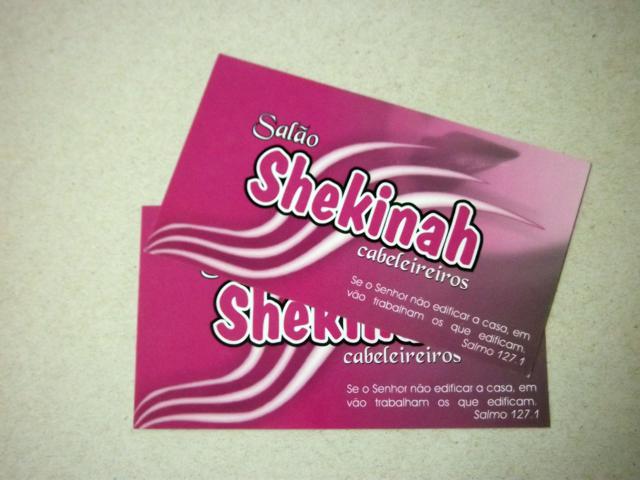 Salão
Shekinah
cabeleireiros
Se o Senhor não edificar a casa, em
vão trabalham os que edificam.
Salmo 127.1
cabeleireiros
Se o Senhor não edificar a casa, em
vão trabalham os que edificam.
Salmo 127.1